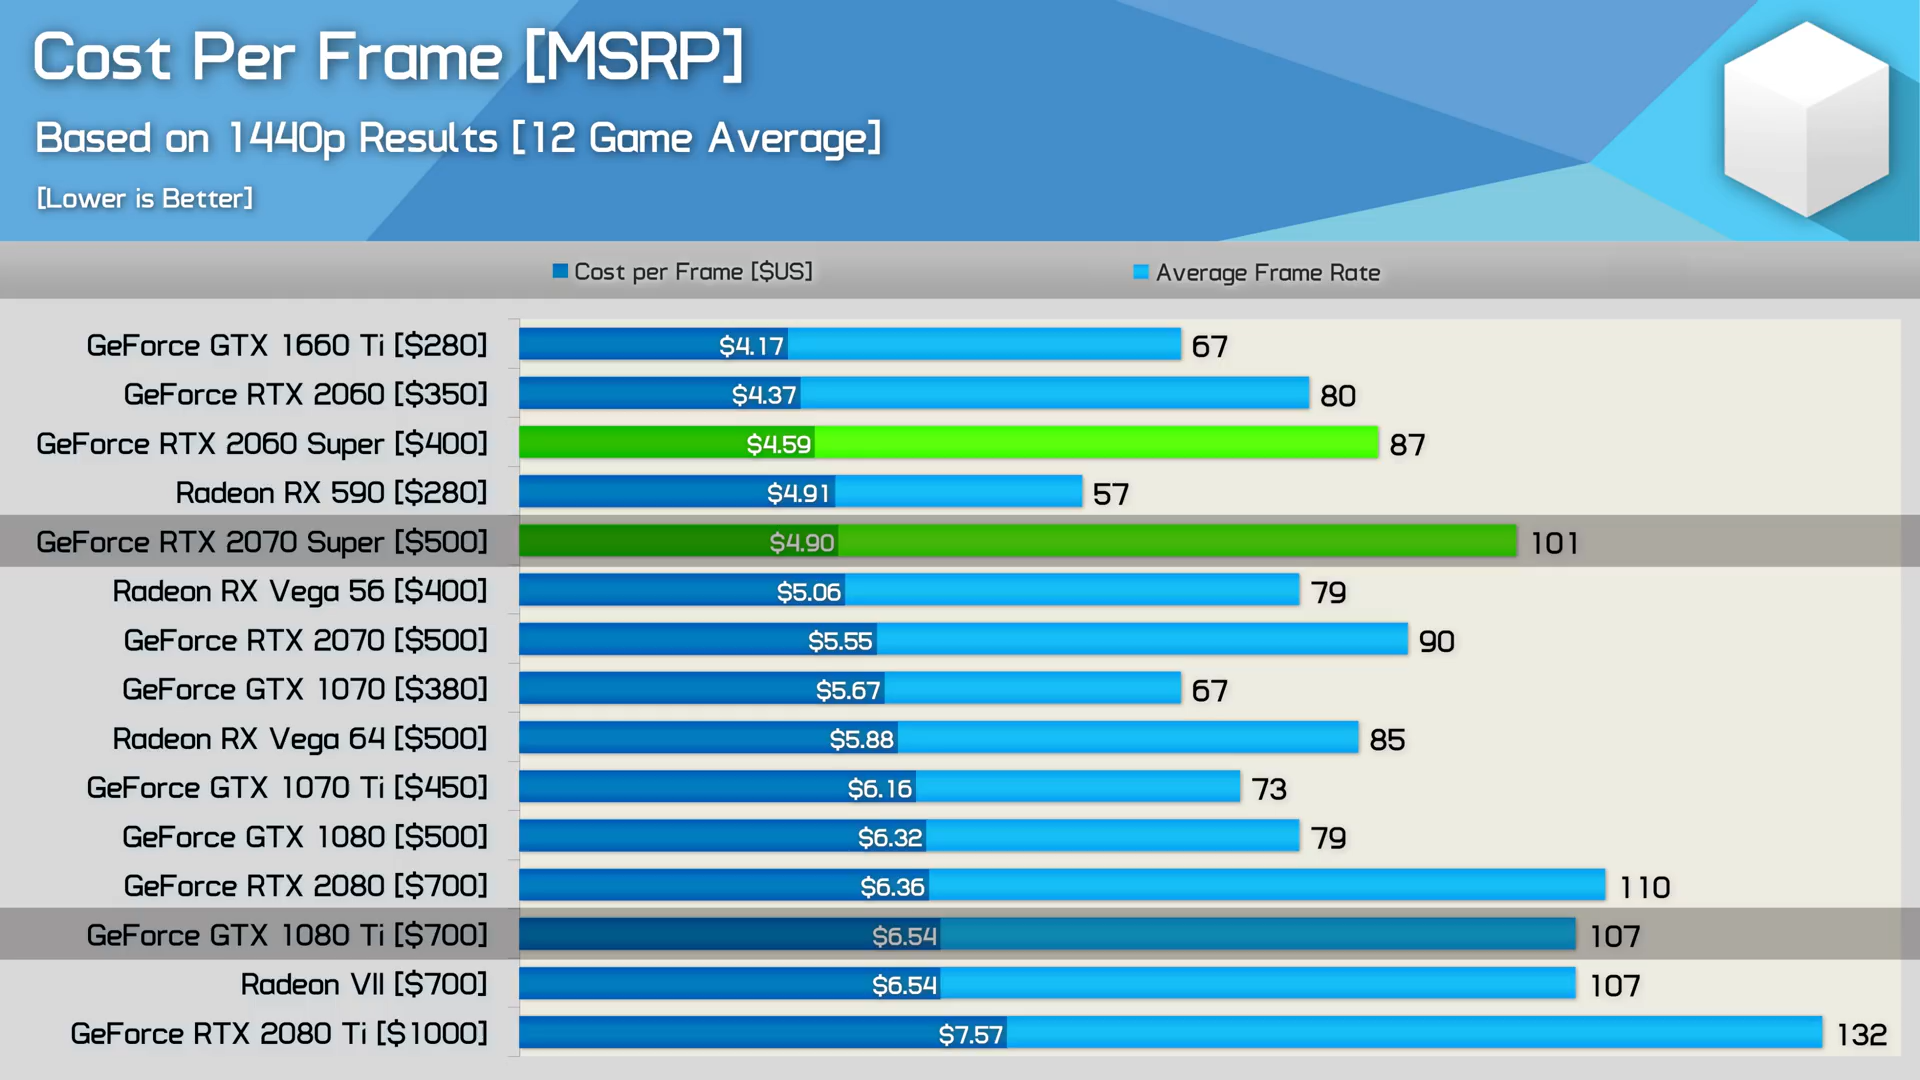 Cost Per Frame [MSRP]
Based on 1440p Results [12 Game Average]
[Lower is Better]
Cost per Frame [$US] Average Frame Rate
GeForce GTX 1660 Ti [$280] $4.17 67
GeForce RTX 2060 [$350] $4.37 80
GeForce RTX 2060 Super [$400] $4.59 87
Radeon RX 590 [$280] $4.91 57
GeForce RTX 2070 Super [$500] $4.90 101
Radeon RX Vega 56 [$400] $5.06 79
GeForce RTX 2070 [$500] $5.55 90
GeForce GTX 1070 [$380] $5.67 67
Radeon RX Vega 64 [$500] $5.88 85
GeForce GTX 1070 Ti [$450] $6.16 73
GeForce GTX 1080 [$500] $6.32 79
GeForce RTX 2080 [$700] $6.36 110
GeForce GTX 1080 Ti [$700] $6.54 107
Radeon VII [$700] $6.54 107
GeForce RTX 2080 Ti [$1000] $7.57 132